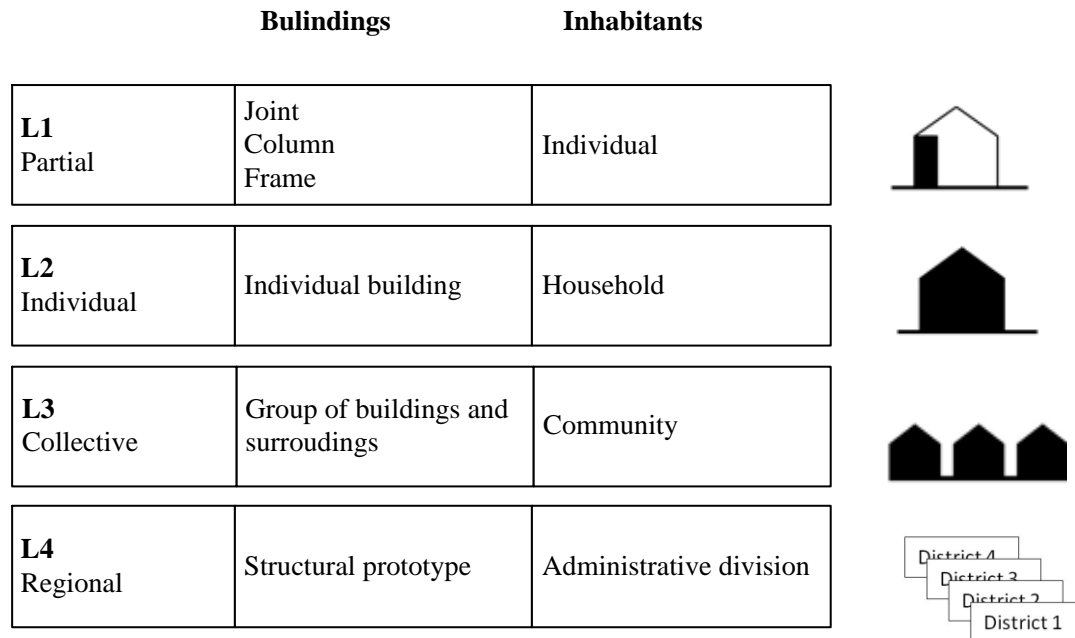 Bulindings Inhabitants
L1
Partial
Joint
Column
Frame
Individual
L2
Individual
Individual building
Household
L3
Collective
Group of buildings and
surroudings
Community
L4
Regional
Structural prototype
Administrative division
District 4
District 3
District 2
District 1